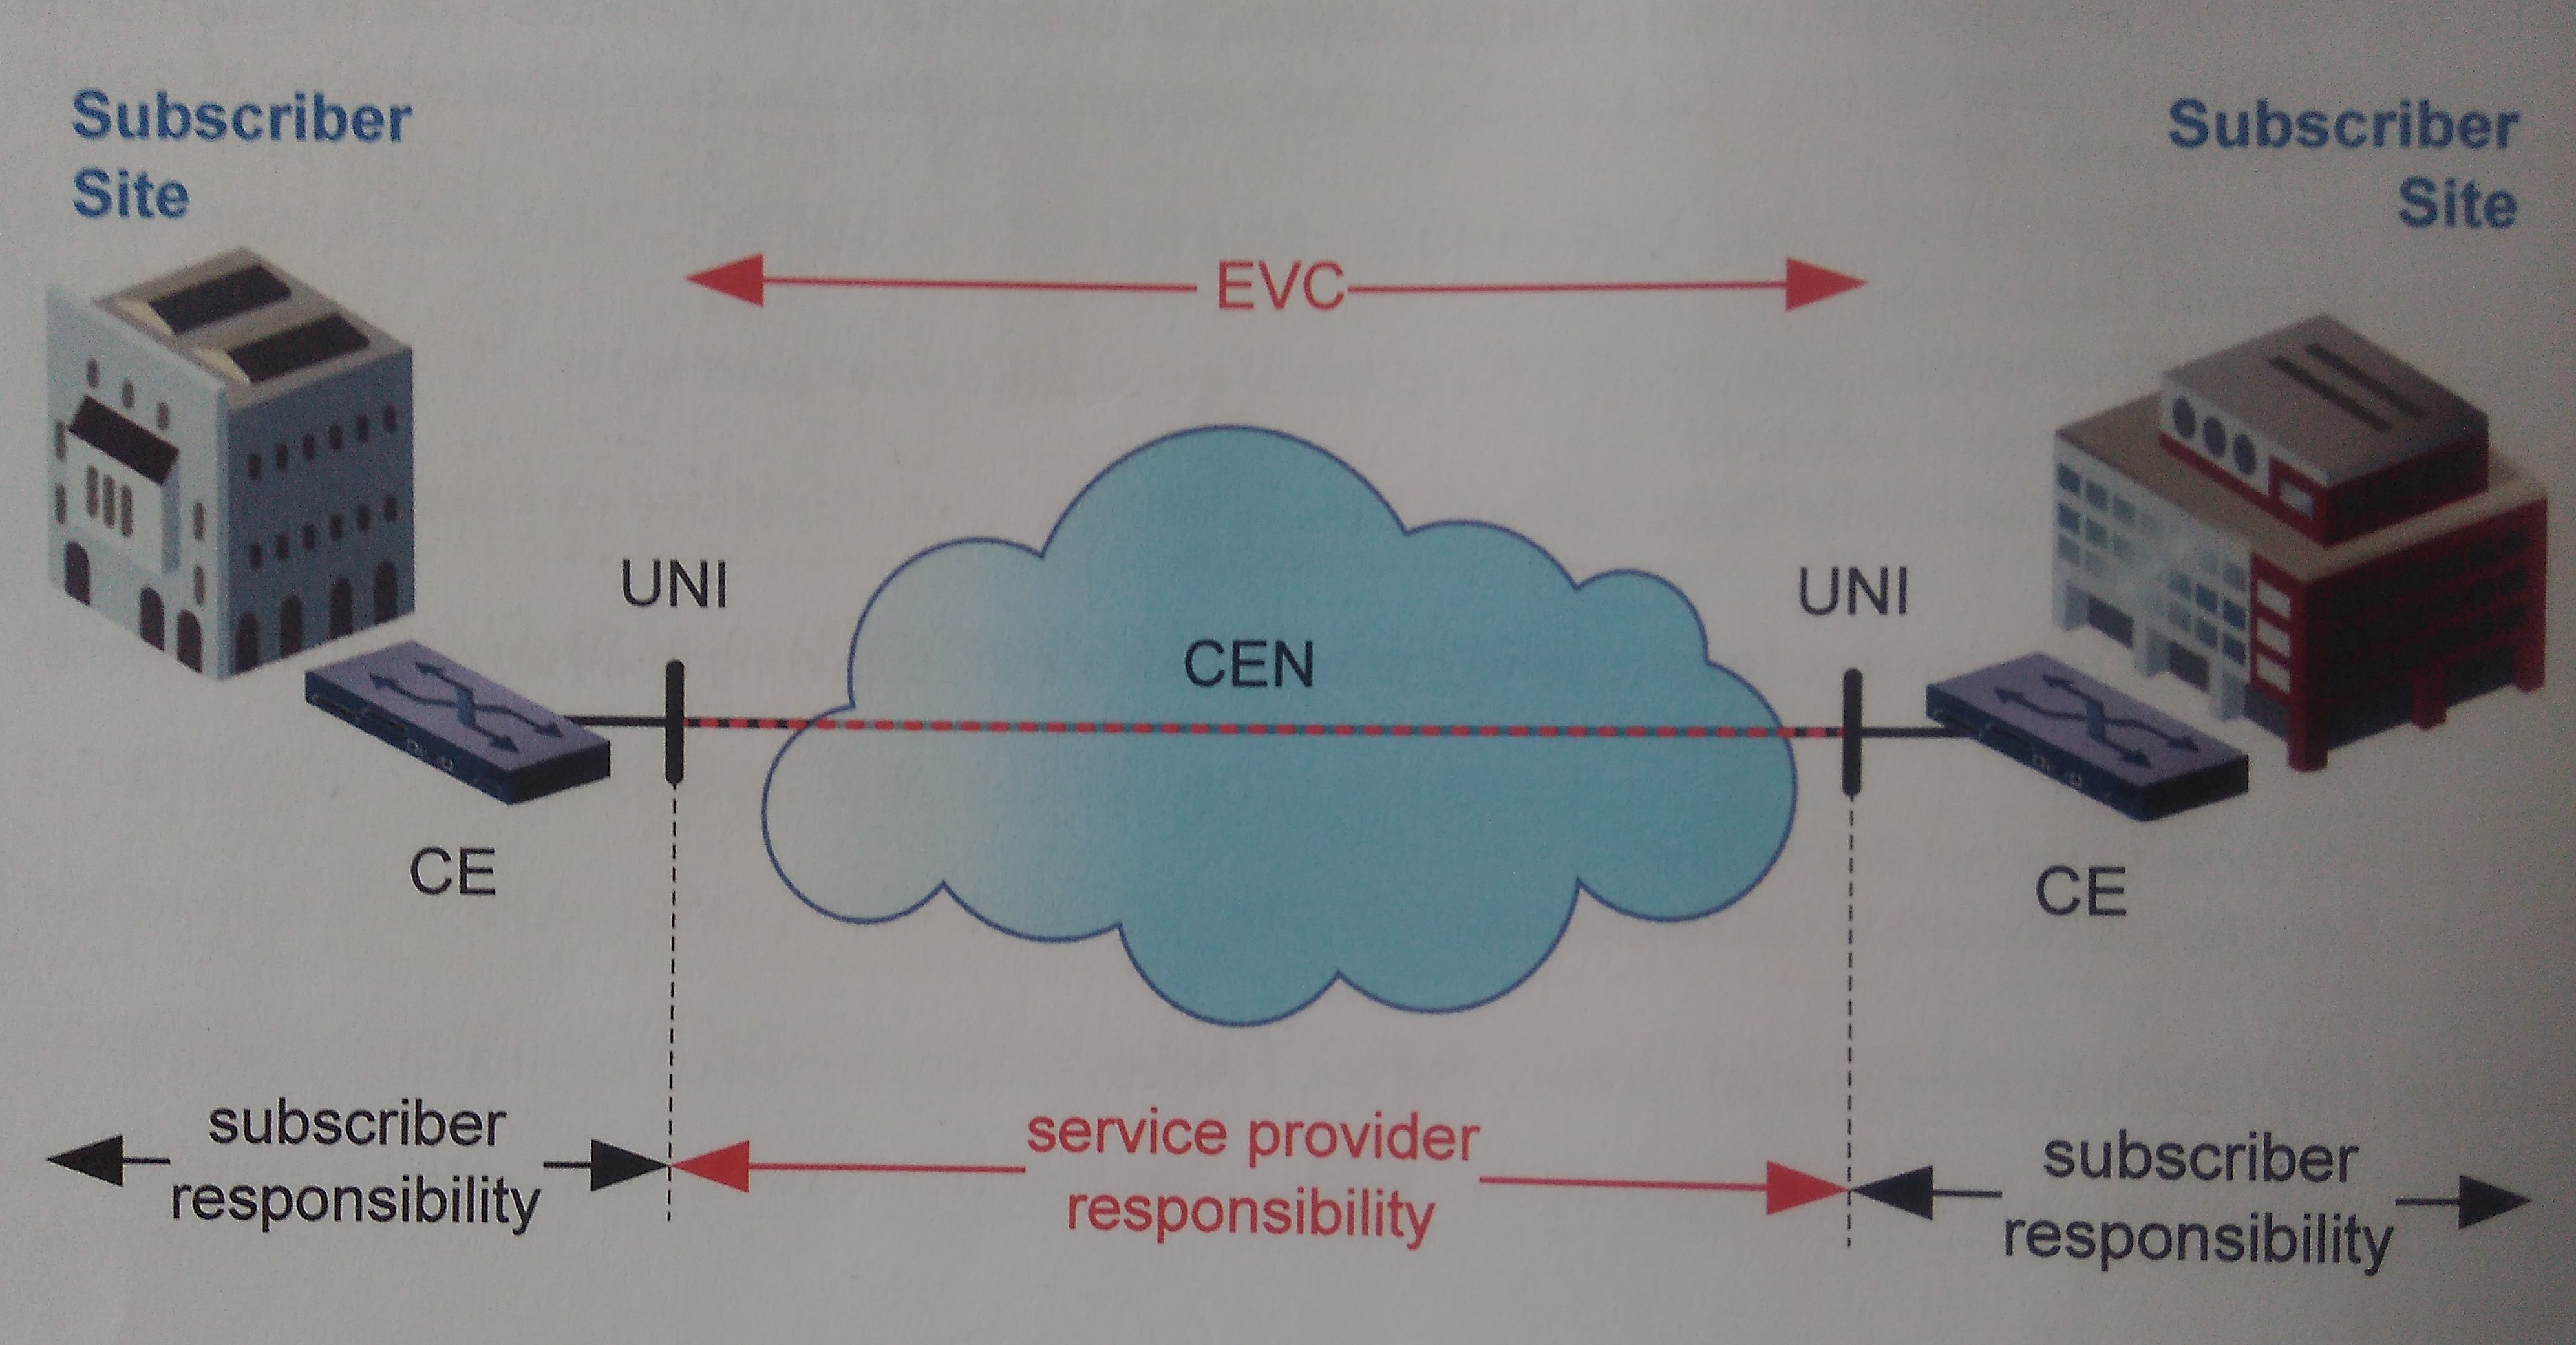 Subscriber
Site
Subscriber
Site
EVC
UNI
UNI
CEN
CE
CE
subscriber
responsibility
service provider
responsibility
subscriber
responsibility